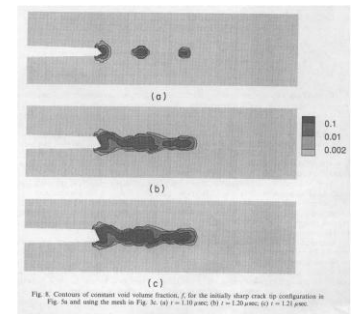 (a)
0.1
0.01
0.002
(b)
(c)
Fig. 8. Contours of constant void volume fraction, f, for the initially sharp crack tip configuration in
Fig. 5a and using the mesh in Fig. 3c. (a) t = 1.10 μsec; (b) t = 1.20 μsec; (c) t = 1.21 μsec.